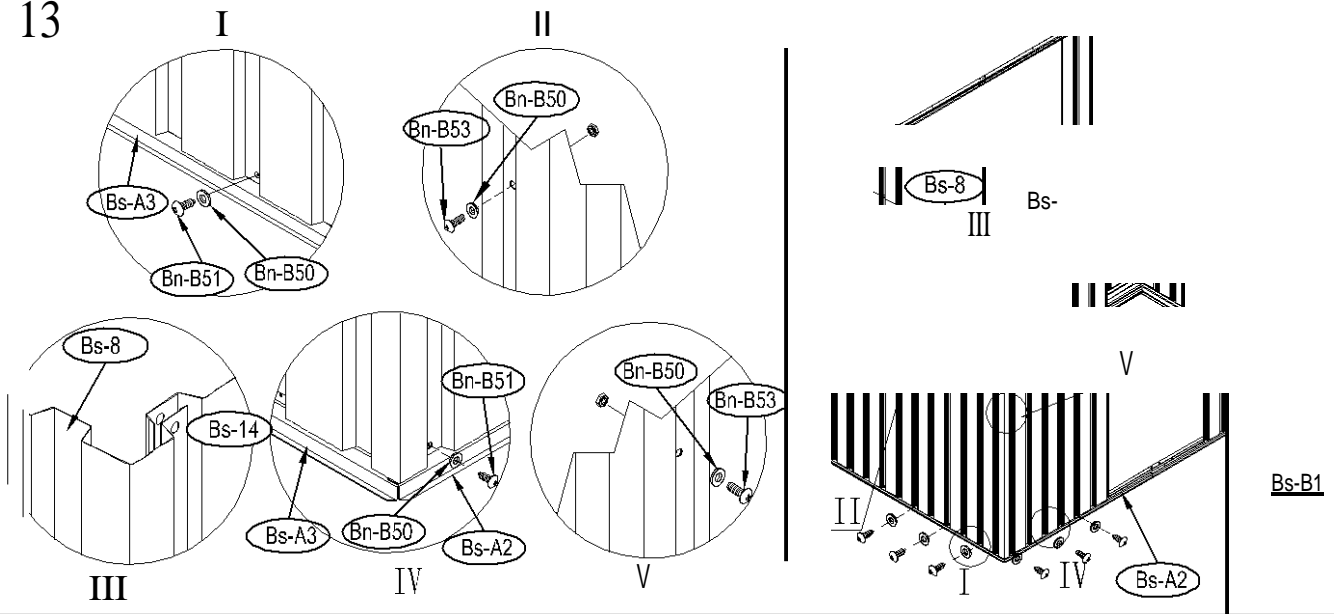 13
I
II
Bn-B53
Bn-B50
Bs-A3
Bn-B51
Bn-B50
Bs-8
III
Bs-
Bs-8
Bs-14
III
Bn-B51
Bs-A3
Bn-B50
Bs-A2
IV
Bn-B50
Bn-B53
V
V
II
I
IV
Bs-A2
Bs-B1